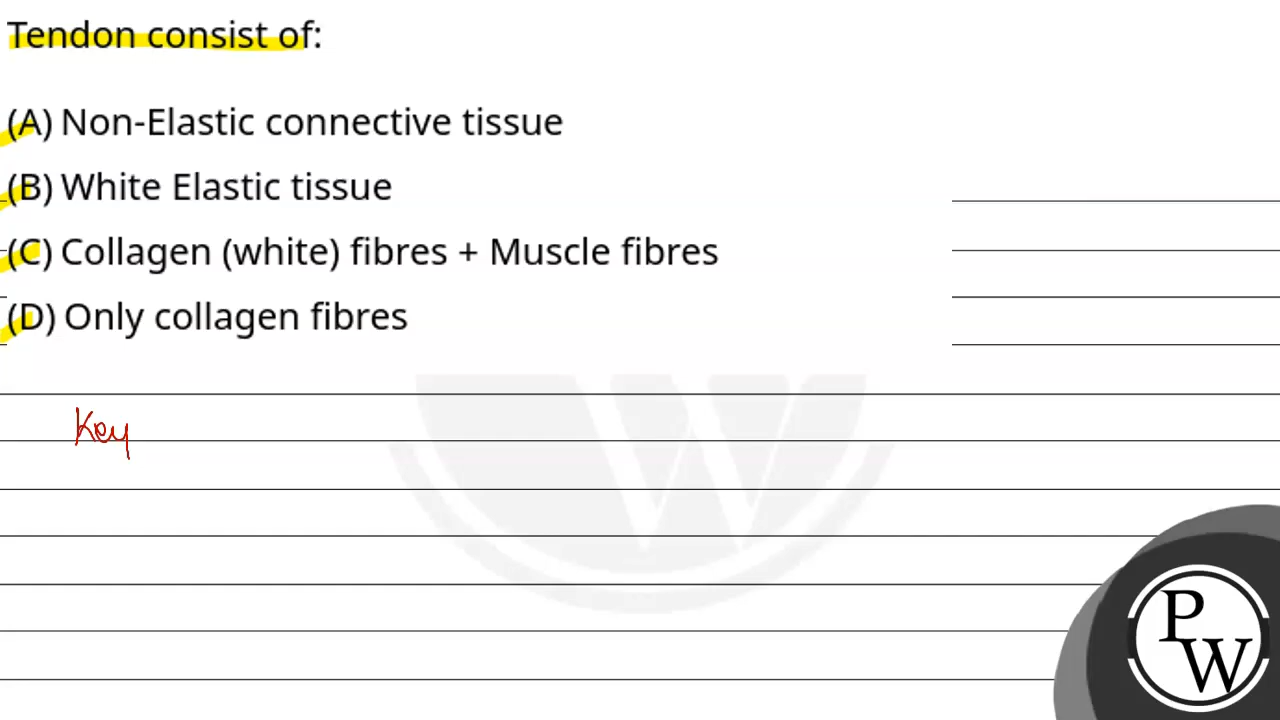 Tendon consist of:
(A) Non-Elastic connective tissue
(B) White Elastic tissue
(C) Collagen (white) fibres + Muscle fibres
(D) Only collagen fibres
Key
PW